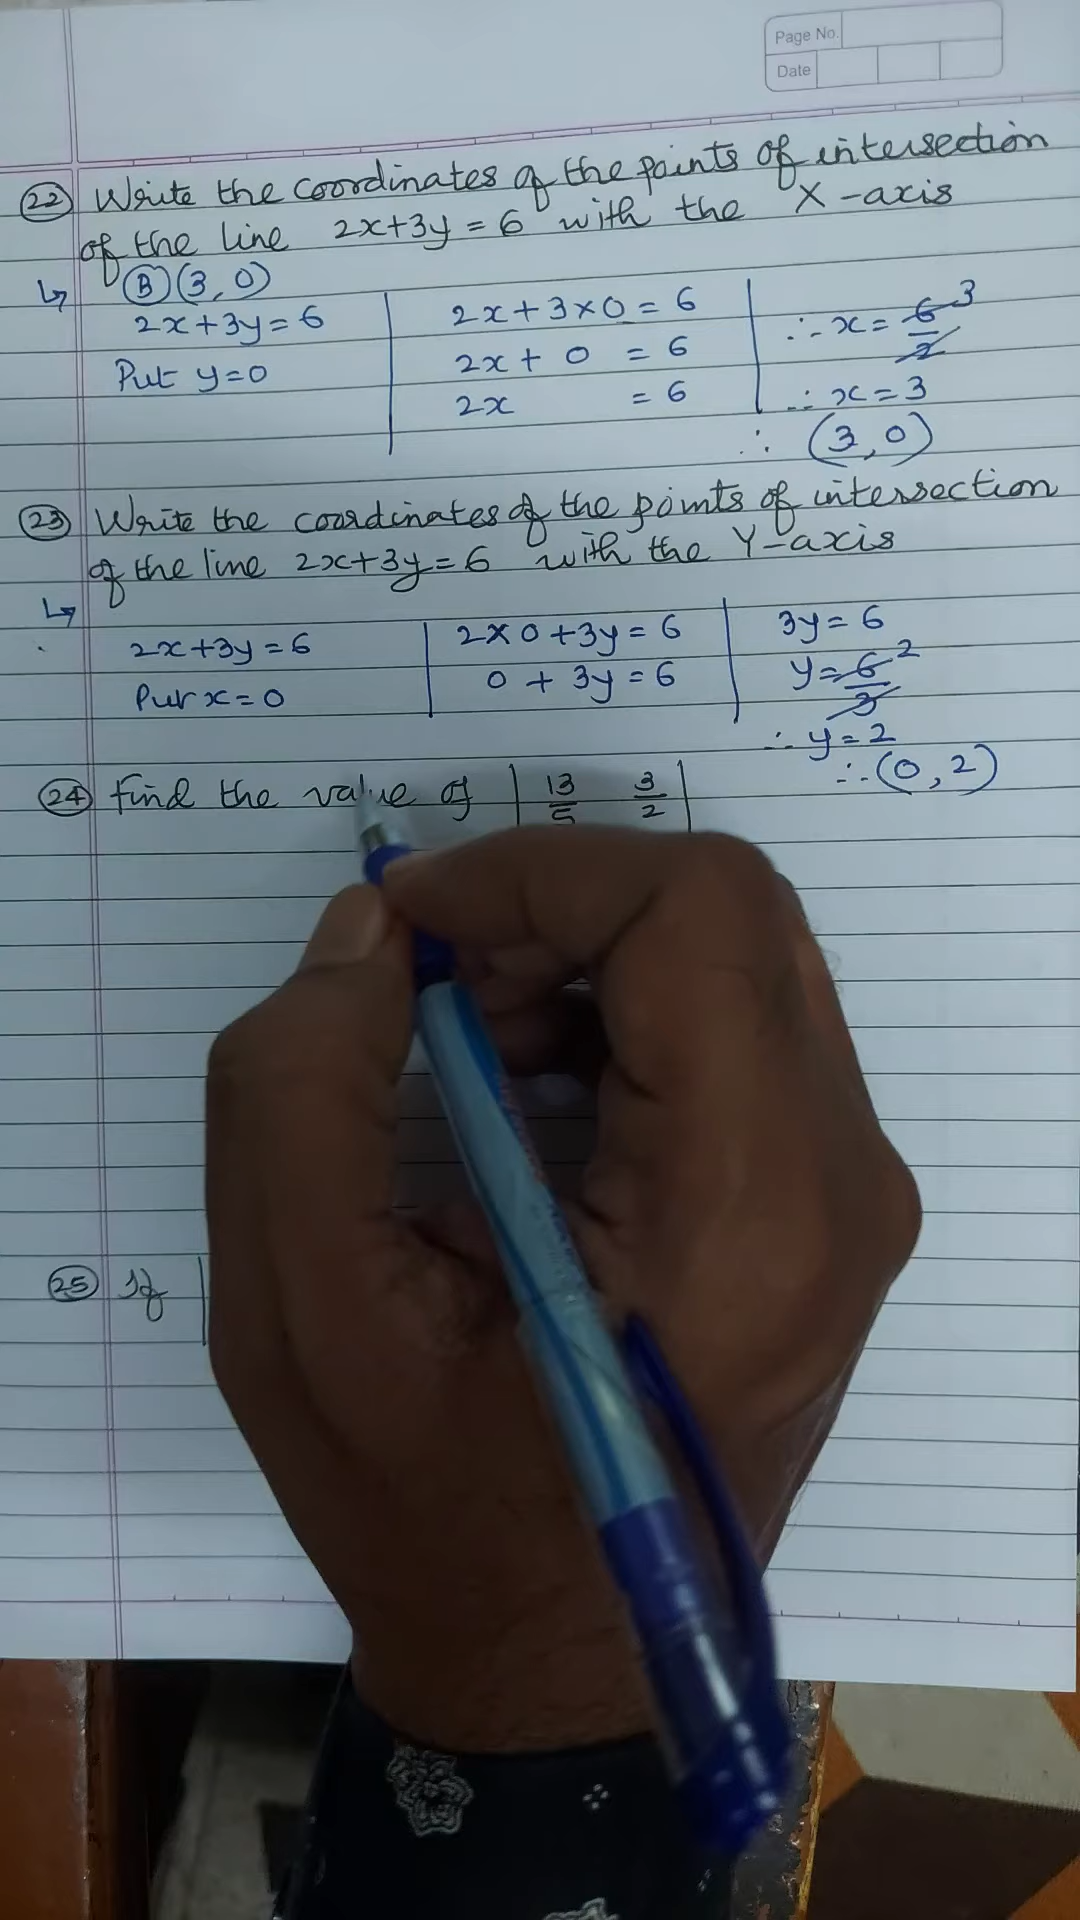 Page No.
Date
(22) Write the coordinates of the points of intersection
of the line 2x+3y=6 with the X-axis
↳ (B) (3, 0)
2x+3y=6
Put y=0
2x+3×0=6
2x+0=6
2x=6
∴ x=6/2 3
∴ x=3
∴ (3, 0)
(23) Write the coordinates of the points of intersection
of the line 2x+3y=6 with the Y-axis
↳
2x+3y=6
Put x=0
2×0+3y=6
0+3y=6
3y=6
y=6/3 2
∴ y=2
∴ (0, 2)
(24) Find the value of | 13/5 3/2 |
(25) If |